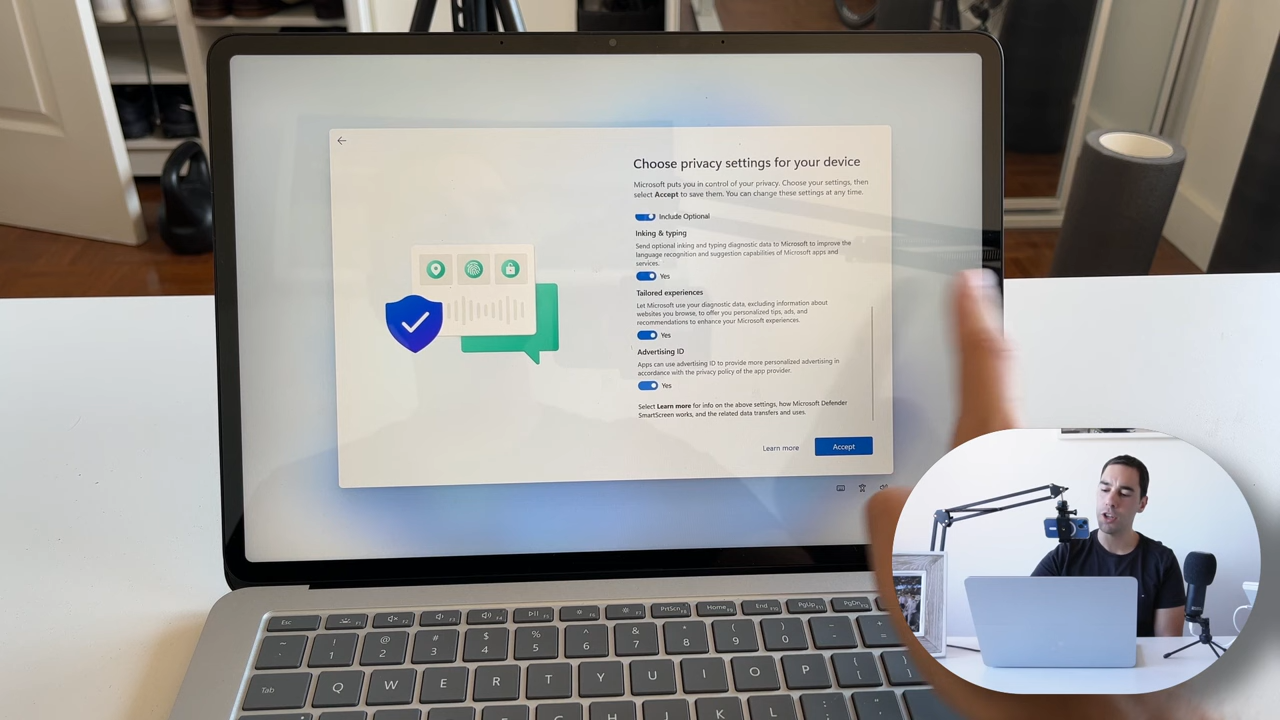 Choose privacy settings for your device
Microsoft puts you in control of your privacy. Choose your settings, then
select Accept to save them. You can change these settings at any time.
Include Optional
Inking & typing
Send optional inking and typing diagnostic data to Microsoft to improve the
language recognition and suggestion capabilities of Microsoft apps and
services.
Yes
Tailored experiences
Let Microsoft use your diagnostic data, excluding information about
websites you browse, to offer you personalized tips, ads, and
recommendations to enhance your Microsoft experiences.
Yes
Advertising ID
Apps can use advertising ID to provide more personalized advertising in
accordance with the privacy policy of the app provider.
Yes
Select Learn more for info on the above settings, how Microsoft Defender
SmartScreen works, and the related data transfers and uses.
Learn more Accept
Esc PrtScn Home End PgUp PgDn
~ ! @ # $ % ^ & * ( ) - +
1 2 3 4 5 6 7 8 9 0 =
Tab Q W E R T Y U I O P { [
G H J K L : "